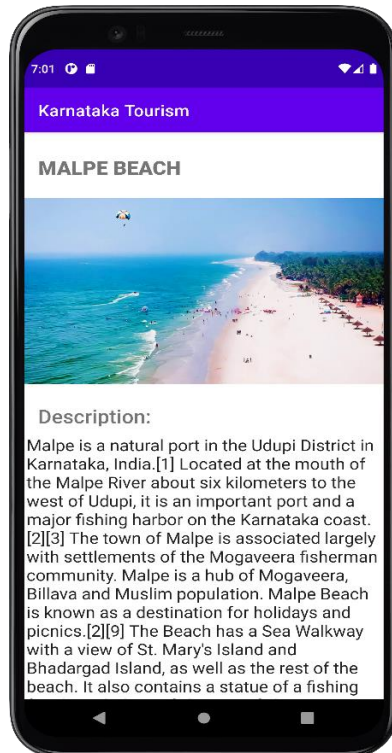 7:01
Karnataka Tourism
MALPE BEACH
Description:
Malpe is a natural port in the Udupi District in
Karnataka, India.[1] Located at the mouth of
the Malpe River about six kilometers to the
west of Udupi, it is an important port and a
major fishing harbor on the Karnataka coast.
[2][3] The town of Malpe is associated largely
with settlements of the Mogaveera fisherman
community. Malpe is a hub of Mogaveera,
Billava and Muslim population. Malpe Beach
is known as a destination for holidays and
picnics.[2][9] The Beach has a Sea Walkway
with a view of St. Mary's Island and
Bhadargad Island, as well as the rest of the
beach. It also contains a statue of a fishing